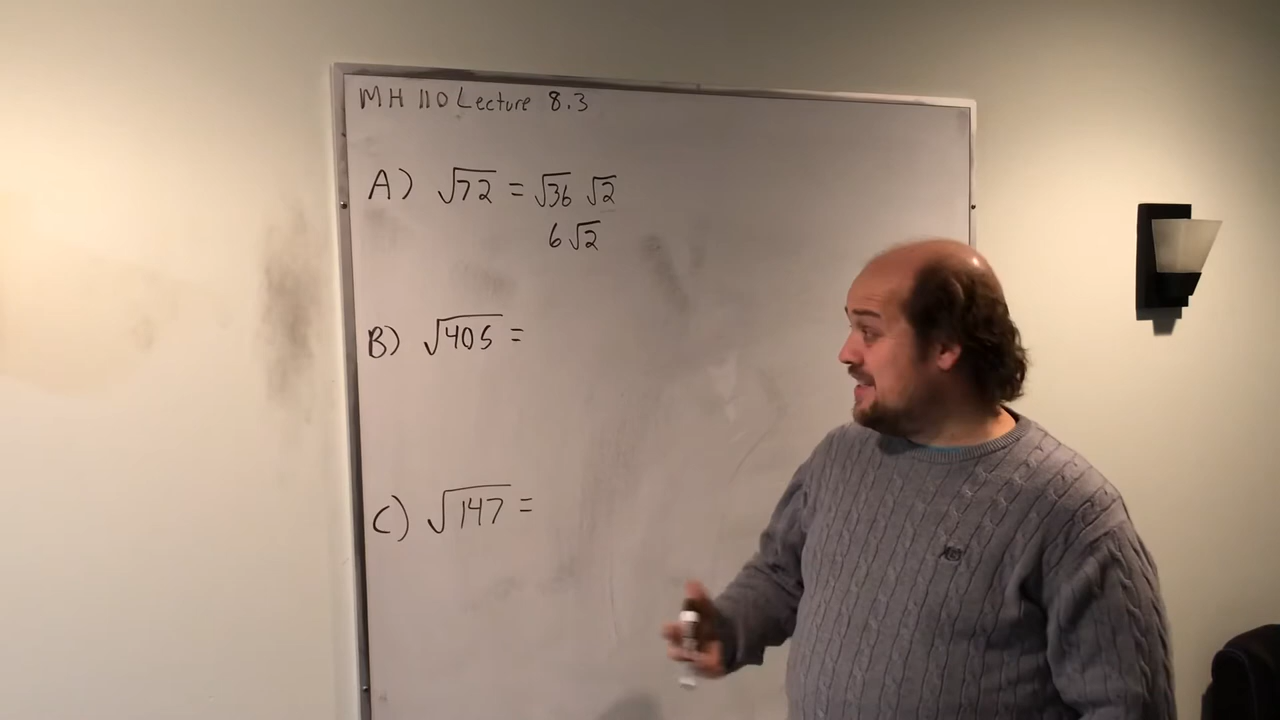 MH 110 Lecture 8.3
A) √72 = √36 √2
6√2
B) √405 =
C) √147 =